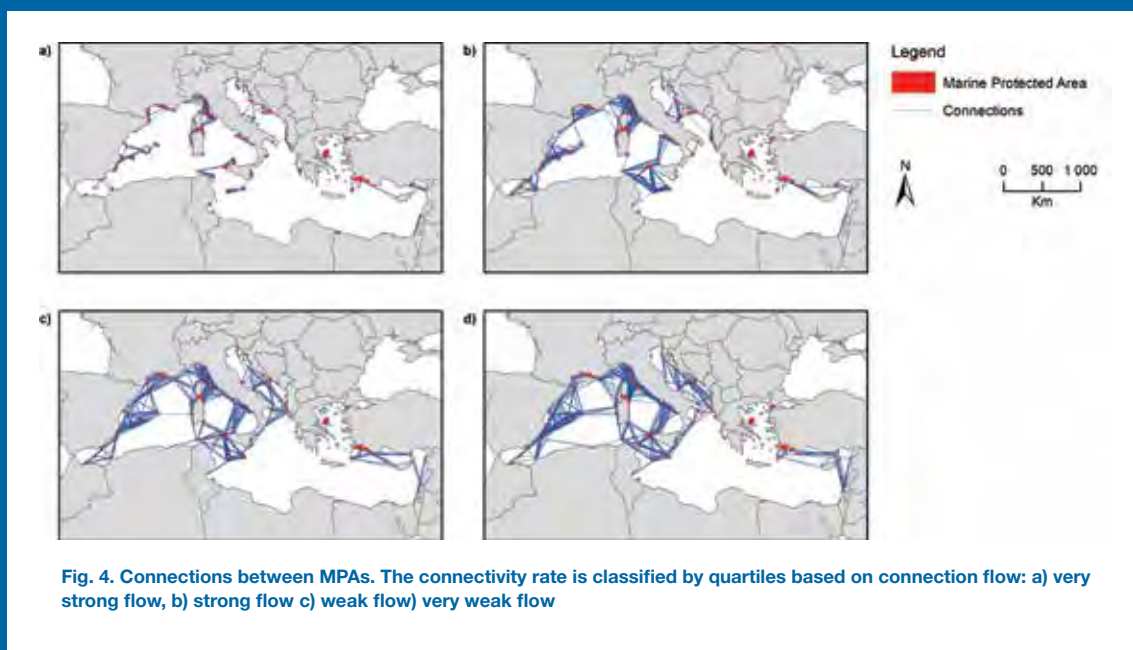 a)
b)
Legend
Marine Protected Area
Connections
N
0 500 1 000
Km
c)
d)
Fig. 4. Connections between MPAs. The connectivity rate is classified by quartiles based on connection flow: a) very
strong flow, b) strong flow c) weak flow) very weak flow